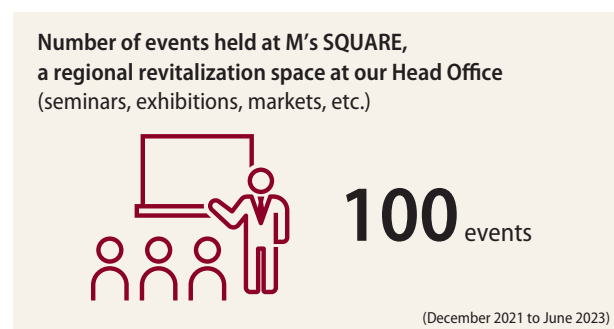 Number of events held at M's SQUARE,
a regional revitalization space at our Head Office
(seminars, exhibitions, markets, etc.)
100 events
(December 2021 to June 2023)